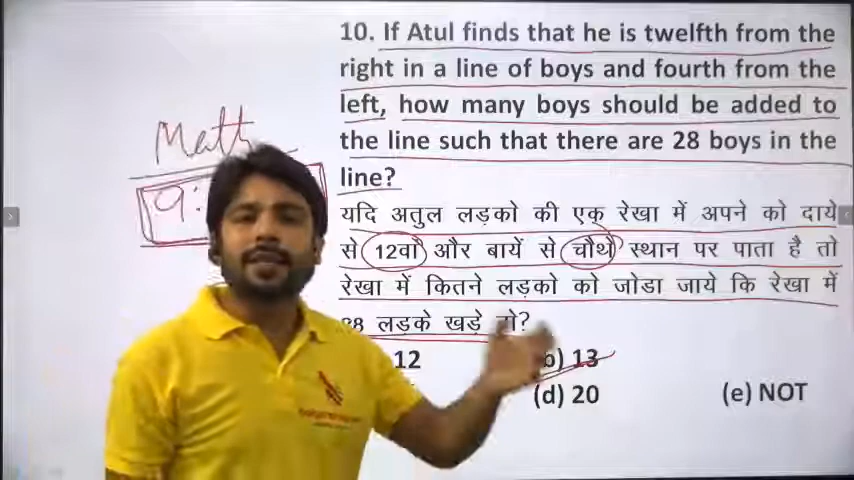 10. If Atul finds that he is twelfth from the
right in a line of boys and fourth from the
left, how many boys should be added to
the line such that there are 28 boys in the
line?
यदि अतुल लड़को की एक रेखा में अपने को दाये
से 12वां और बायें से चौथे स्थान पर पाता है तो
रेखा में कितने लड़को को जोडा जाये कि रेखा में
28 लड़के खड़े हो?
12
b) 13
(d) 20
(e) NOT
Math
9: